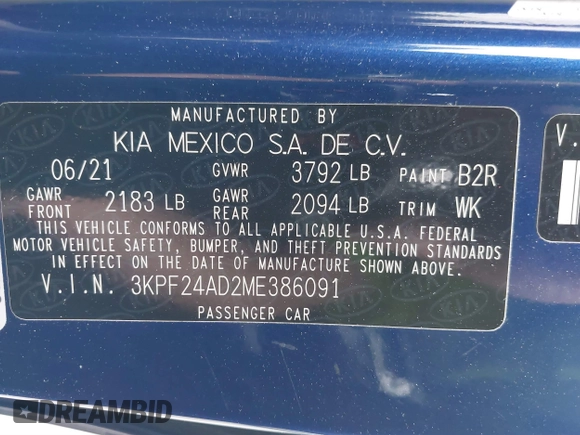 MANUFACTURED BY
KIA MEXICO S.A. DE C.V.
06/21 GVWR 3792 LB PAINT B2R
GAWR FRONT 2183 LB GAWR REAR 2094 LB TRIM WK
THIS VEHICLE CONFORMS TO ALL APPLICABLE U.S.A. FEDERAL
MOTOR VEHICLE SAFETY, BUMPER, AND THEFT PREVENTION STANDARDS
IN EFFECT ON THE DATE OF MANUFACTURE SHOWN ABOVE.
V.I.N. 3KPF24AD2ME386091
PASSENGER CAR
V.
DREAMBID